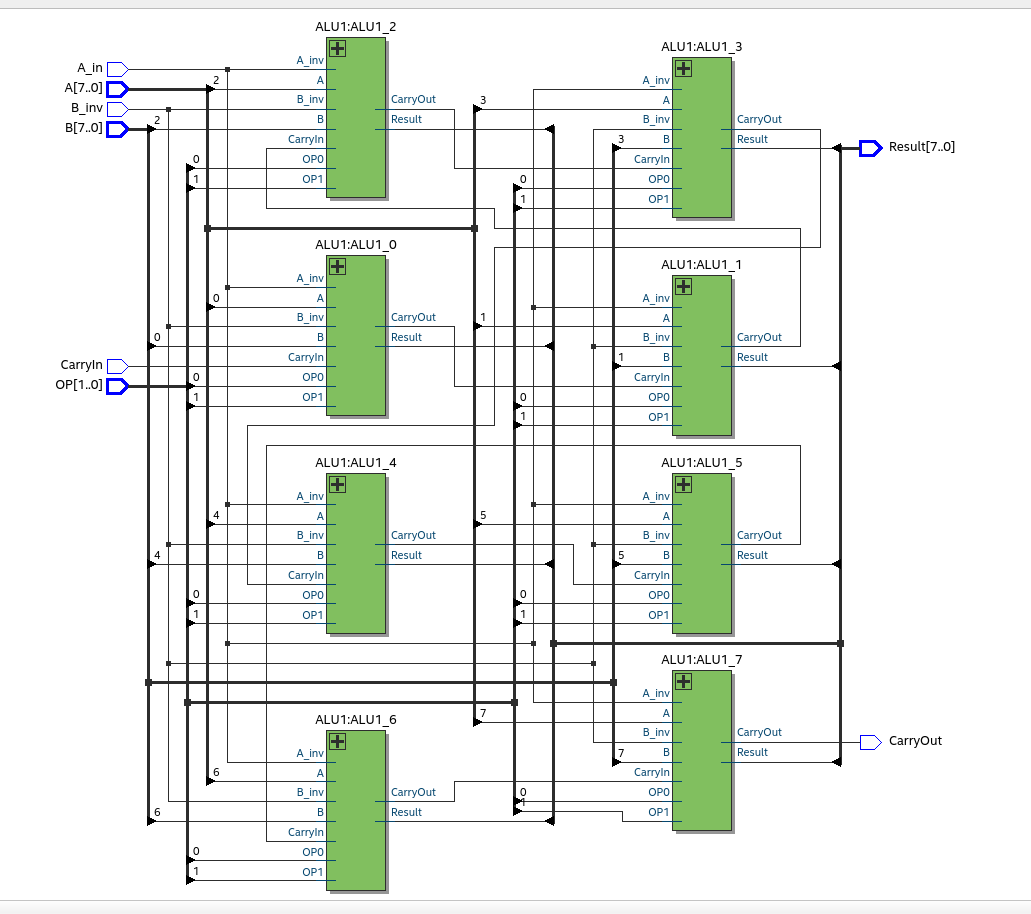 A_in
A[7..0]
B_inv
B[7..0]
CarryIn
OP[1..0]
ALU1:ALU1_2
A_inv
2
A
B_inv
2
B
CarryIn
0
OP0
1
OP1
CarryOut
Result
ALU1:ALU1_0
A_inv
0
A
B_inv
0
B
CarryIn
0
OP0
1
OP1
CarryOut
Result
ALU1:ALU1_4
A_inv
4
A
B_inv
4
B
CarryIn
0
OP0
1
OP1
CarryOut
Result
ALU1:ALU1_6
A_inv
6
A
B_inv
6
B
CarryIn
0
OP0
1
OP1
CarryOut
Result
ALU1:ALU1_3
A_inv
3
A
B_inv
3
B
CarryIn
0
OP0
1
OP1
CarryOut
Result
ALU1:ALU1_1
A_inv
1
A
B_inv
1
B
CarryIn
0
OP0
1
OP1
CarryOut
Result
ALU1:ALU1_5
A_inv
5
A
B_inv
5
B
CarryIn
0
OP0
1
OP1
CarryOut
Result
ALU1:ALU1_7
A_inv
7
A
B_inv
7
B
CarryIn
0
OP0
1
OP1
CarryOut
Result
Result[7..0]
CarryOut